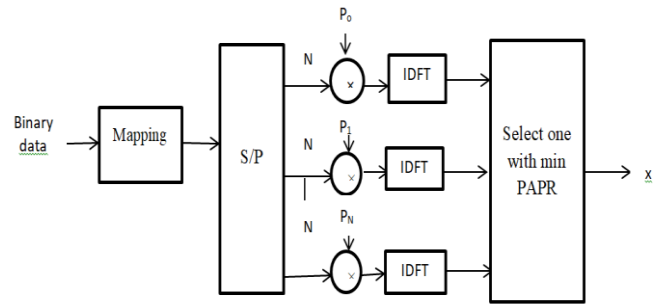 Binary
data
Mapping
S/P
N
P₀
x
IDFT
N
P₁
x
IDFT
N
P_N
x
IDFT
Select one
with min
PAPR
x